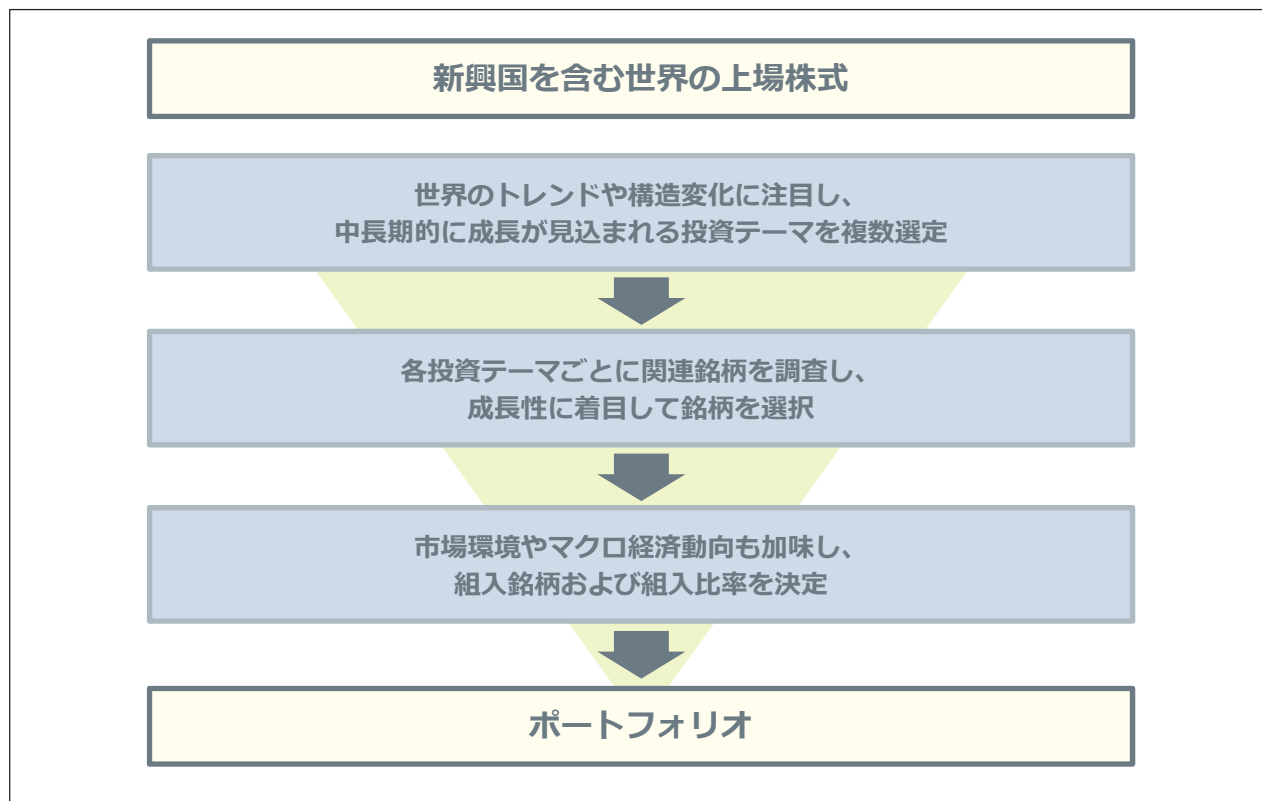 新興国を含む世界の上場株式
世界のトレンドや構造変化に注目し、
中長期的に成長が見込まれる投資テーマを複数選定
各投資テーマごとに関連銘柄を調査し、
成長性に着目して銘柄を選択
市場環境やマクロ経済動向も加味し、
組入銘柄および組入比率を決定
ポートフォリオ